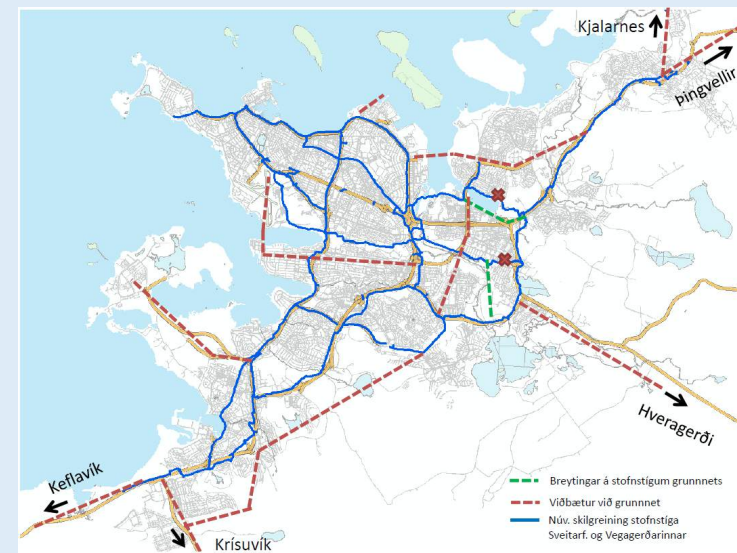 Kjalarnes
Þingvellir
Hveragerði
Keflavík
Krísuvík
Breytingar á stofnstígum grunnnets
Viðbætur við grunnnet
Núv. skilgreining stofnstíga
Sveitarf. og Vegagerðarinnar